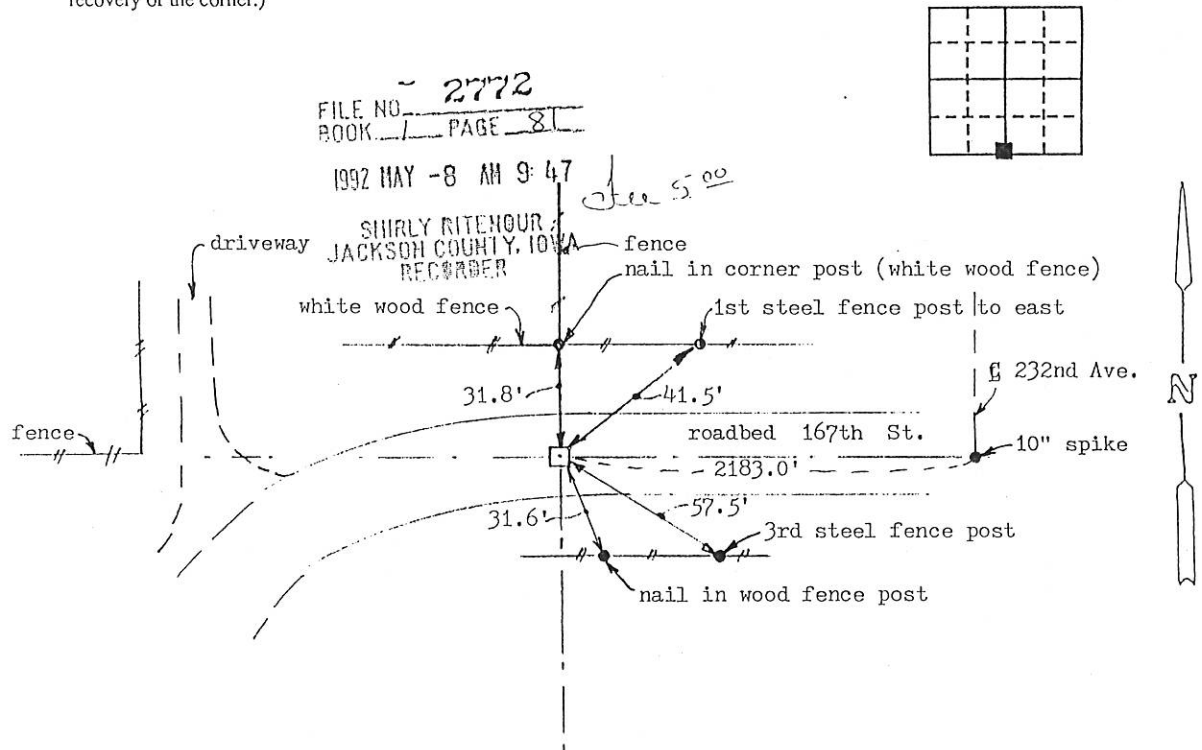 recovery of the corner.)
FILE NO. 2772
BOOK 1 PAGE 81
1992 MAY -8 AM 9:47
Fee 5.00
SHIRLY RITENOUR
JACKSON COUNTY, IOWA
RECORDER
driveway
fence
nail in corner post (white wood fence)
white wood fence
1st steel fence post to east
31.8'
41.5'
℄ 232nd Ave.
N
fence
roadbed 167th St.
10" spike
2183.0'
31.6'
57.5'
3rd steel fence post
nail in wood fence post